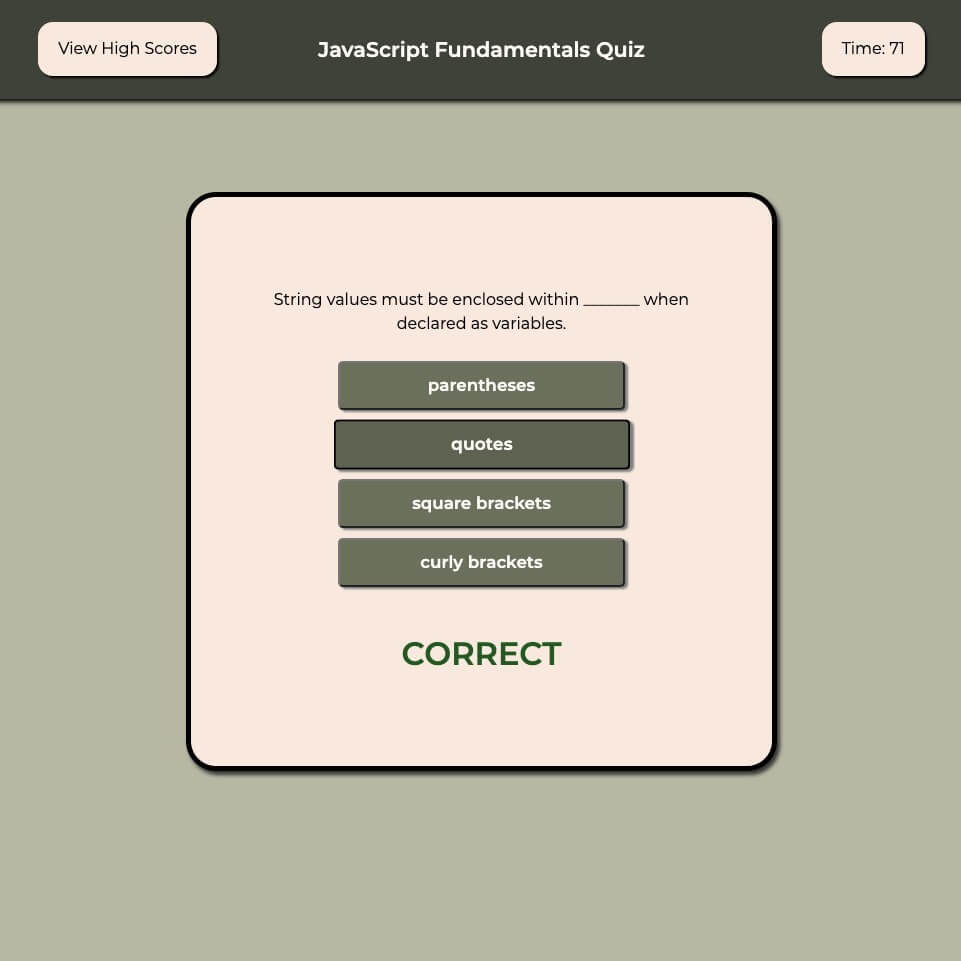 View High Scores
JavaScript Fundamentals Quiz
Time: 71
String values must be enclosed within _______ when
declared as variables.
parentheses
quotes
square brackets
curly brackets
CORRECT